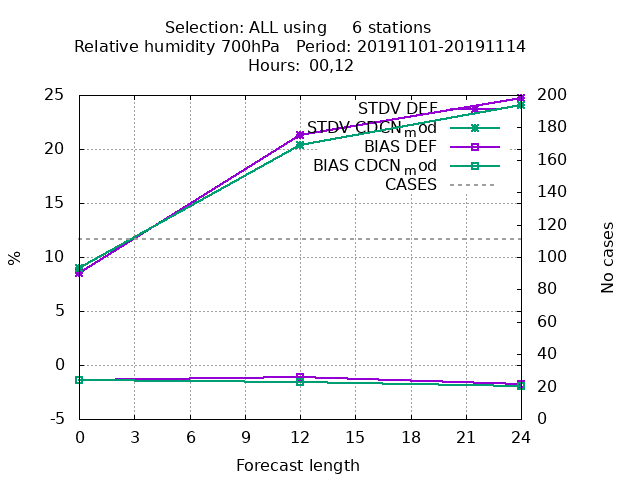 Selection: ALL using 6 stations
Relative humidity 700hPa Period: 20191101-20191114
Hours: 00,12
25 200
STDV DEF
STDV CDCN_mod
BIAS DEF
BIAS CDCN_mod
CASES
20
15
10
5
0
-5
180
160
140
120
100
80
60
40
20
0
%
No cases
0 3 6 9 12 15 18 21 24
Forecast length